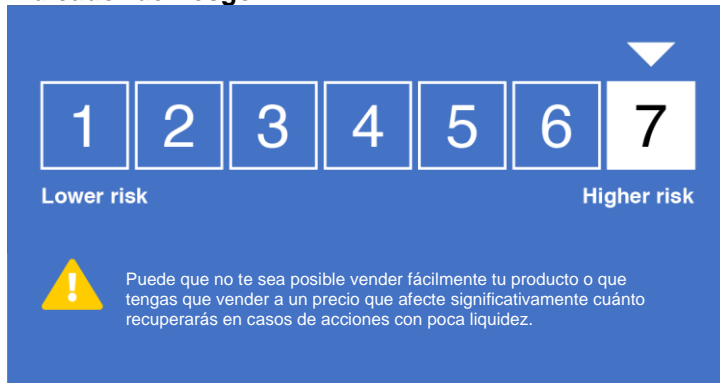 1 2 3 4 5 6 7
Lower risk Higher risk
Puede que no te sea posible vender fácilmente tu producto o que
tengas que vender a un precio que afecte significativamente cuánto
recuperarás en casos de acciones con poca liquidez.